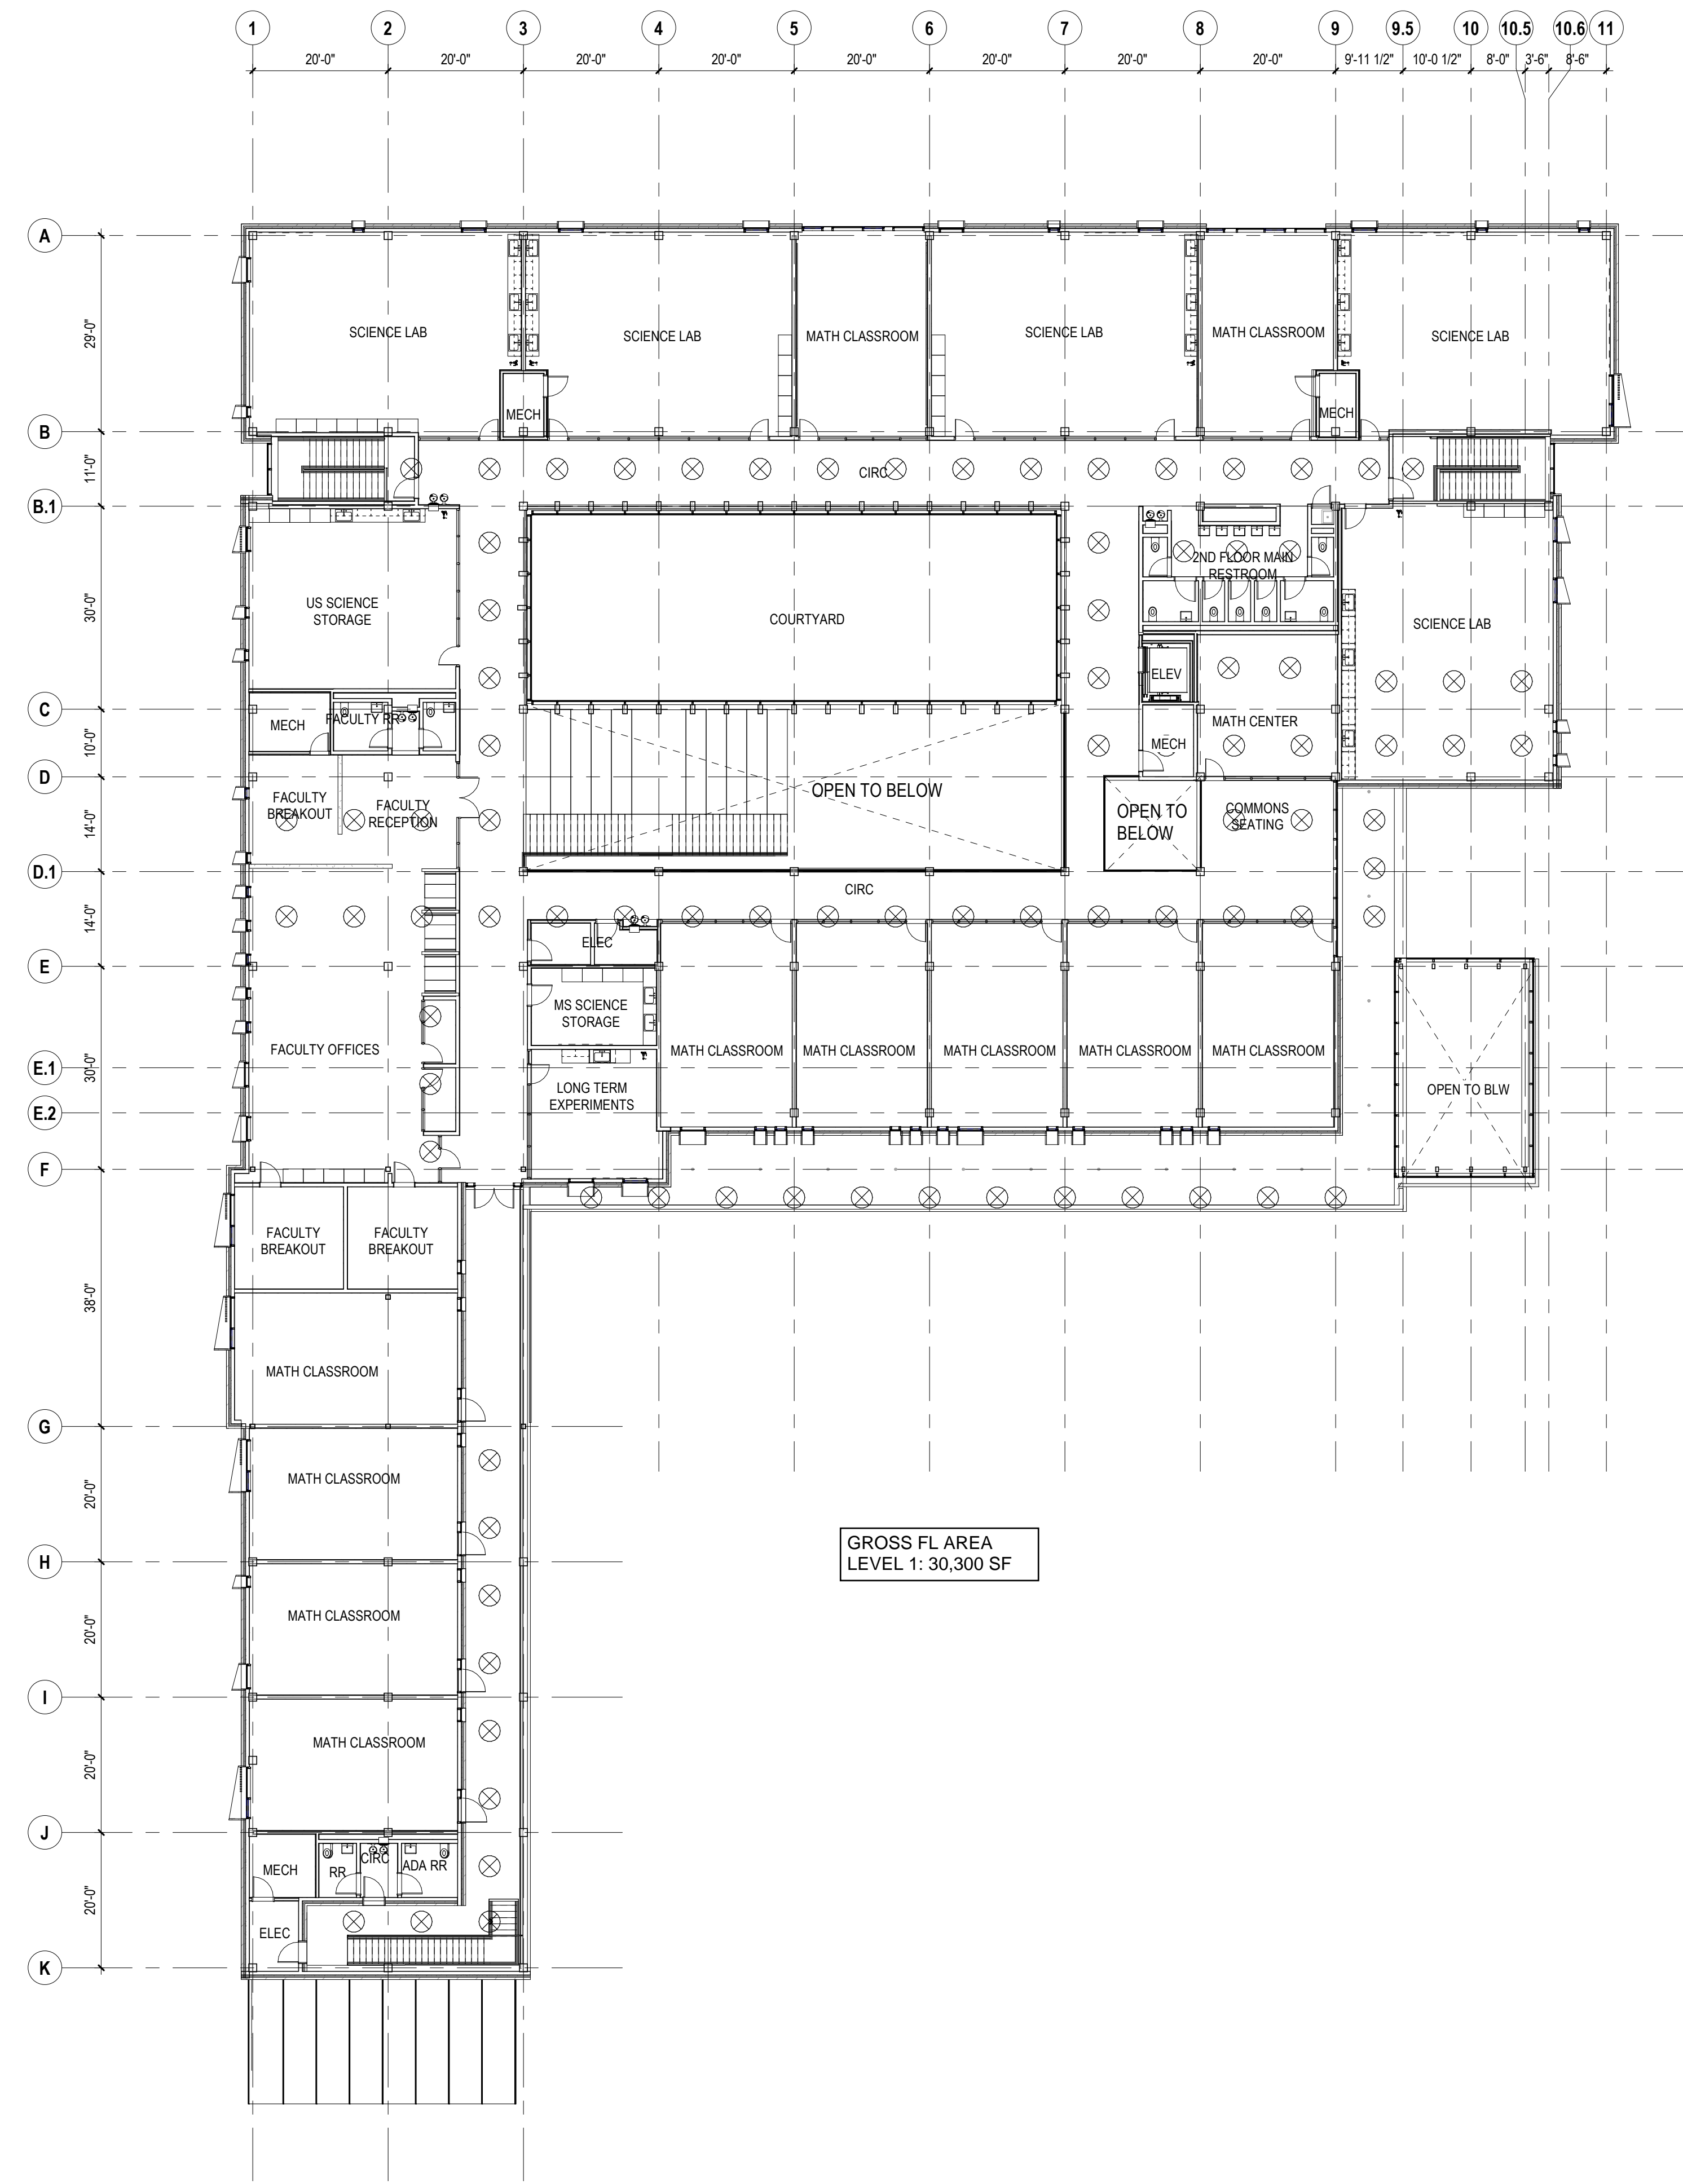 1 2 3 4 5 6 7 8 9 9.5 10 10.5 10.6 11
20'-0" 20'-0" 20'-0" 20'-0" 20'-0" 20'-0" 20'-0" 20'-0" 9'-11 1/2" 10'-0 1/2" 8'-0" 3'-6" 8'-6"
A
29'-0"
SCIENCE LAB
SCIENCE LAB
MATH CLASSROOM
SCIENCE LAB
MATH CLASSROOM
SCIENCE LAB
MECH
MECH
B
11'-0"
CIRC
B.1
30'-0"
US SCIENCE
STORAGE
COURTYARD
2ND FLOOR MAIN
RESTROOM
SCIENCE LAB
ELEV
C
10'-0"
MECH
FACULTY RR
MATH CENTER
MECH
D
14'-0"
FACULTY
BREAKOUT
FACULTY
RECEPTION
OPEN TO BELOW
OPEN TO
BELOW
COMMONS
SEATING
D.1
14'-0"
CIRC
ELEC
E
MS SCIENCE
STORAGE
FACULTY OFFICES
MATH CLASSROOM
MATH CLASSROOM
MATH CLASSROOM
MATH CLASSROOM
MATH CLASSROOM
E.1
30'-0"
LONG TERM
EXPERIMENTS
OPEN TO BLW
E.2
F
38'-0"
FACULTY
BREAKOUT
FACULTY
BREAKOUT
MATH CLASSROOM
G
20'-0"
MATH CLASSROOM
GROSS FL AREA
LEVEL 1: 30,300 SF
H
20'-0"
MATH CLASSROOM
I
20'-0"
MATH CLASSROOM
J
20'-0"
MECH
RR
CIRC
ADA RR
ELEC
K